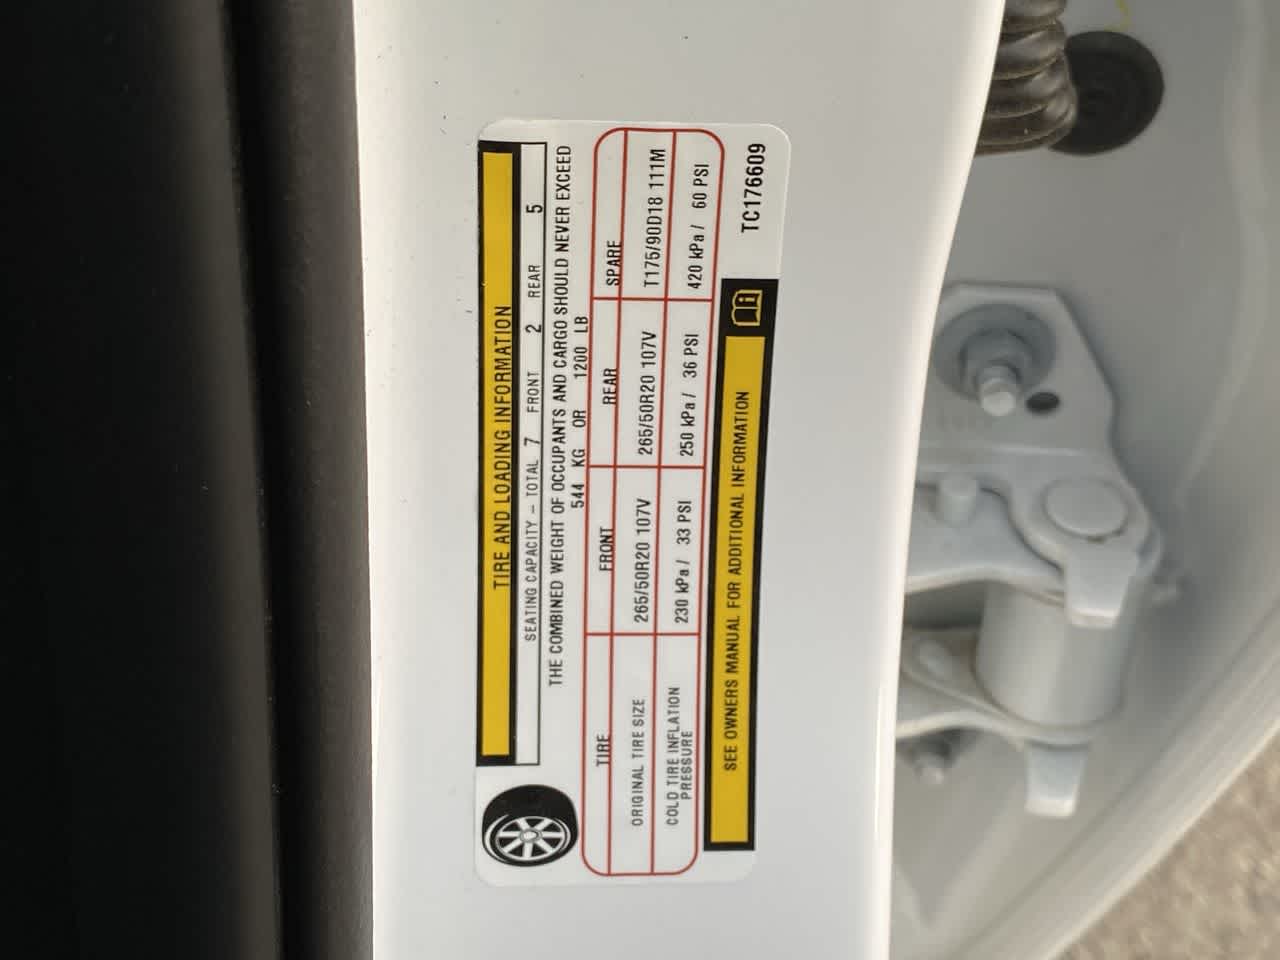 TIRE AND LOADING INFORMATION
SEATING CAPACITY – TOTAL 7 FRONT 2 REAR 5
THE COMBINED WEIGHT OF OCCUPANTS AND CARGO SHOULD NEVER EXCEED
544 KG OR 1200 LB
TIRE FRONT REAR SPARE
ORIGINAL TIRE SIZE 265/50R20 107V 265/50R20 107V T175/90D18 111M
COLD TIRE INFLATION
PRESSURE 230 kPa / 33 PSI 250 kPa / 36 PSI 420 kPa / 60 PSI
SEE OWNERS MANUAL FOR ADDITIONAL INFORMATION
TC176609